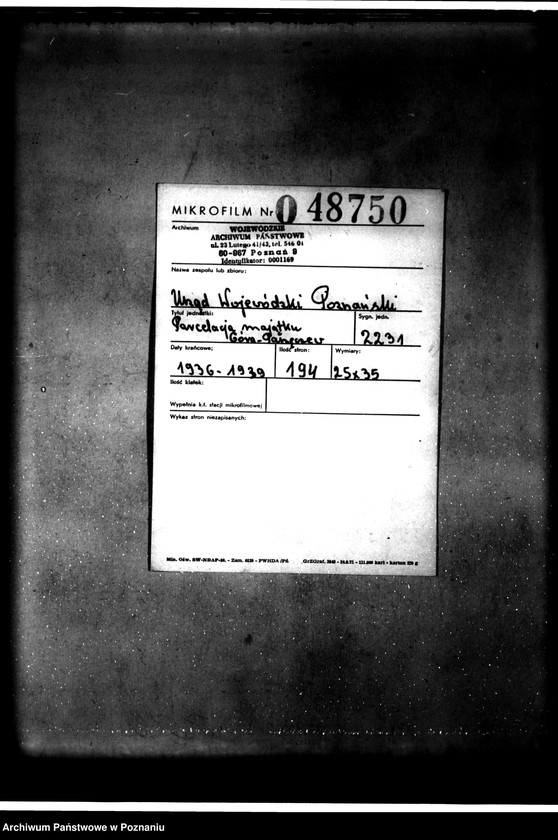 MIKROFILM Nr 0 48750
Archiwum
WOJEWÓDZKIE
ARCHIWUM PAŃSTWOWE
ul. 23 Lutego 41/43, tel. 546 01
60-967 Poznań 9
Identyfikator: 0001169
Nazwa zespołu lub zbioru:
Urząd Wojewódzki Poznański
Tytuł jednostki:
Sygn. jedn.
Parcelacja majątku
Góra
2231
Daty krańcowe:
Ilość stron:
Wymiary:
1936-1939
194
25x35
Ilość klatek:
Wypełnia k.t. stacji mikrofilmowej
Wykaz stron niezapisanych:
Archiwum Państwowe w Poznaniu